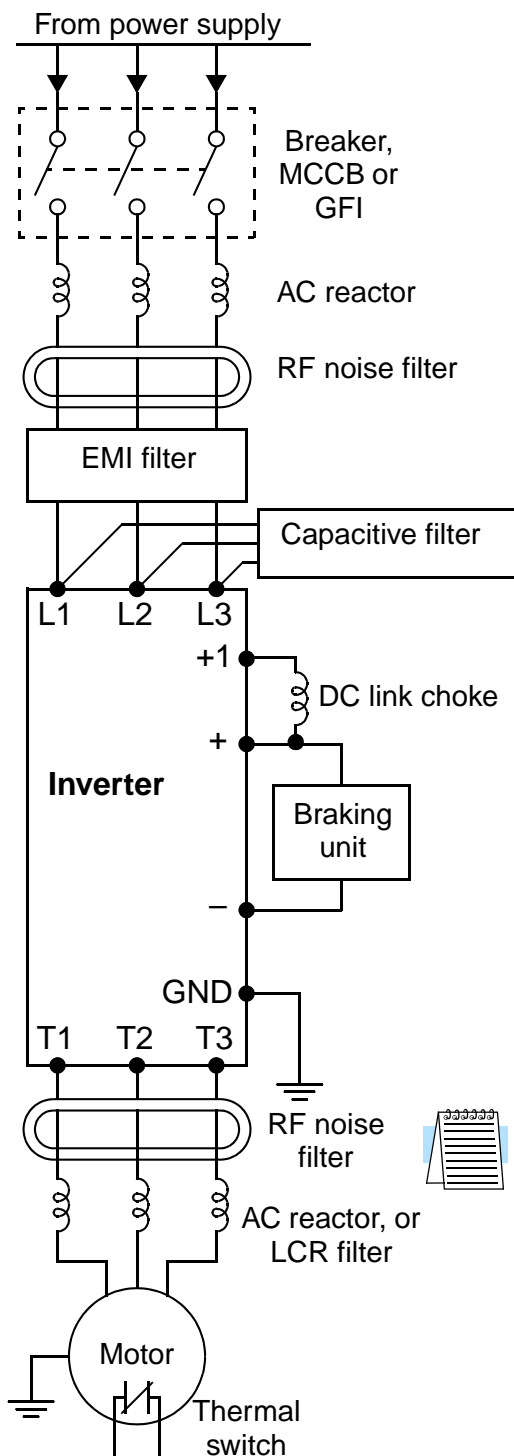 From power supply
Breaker,
MCCB or
GFI
AC reactor
RF noise filter
EMI filter
Capacitive filter
L1 L2 L3
+1
DC link choke
+
Inverter
Braking
unit
–
GND
T1 T2 T3
RF noise
filter
AC reactor, or
LCR filter
Motor
Thermal
switch